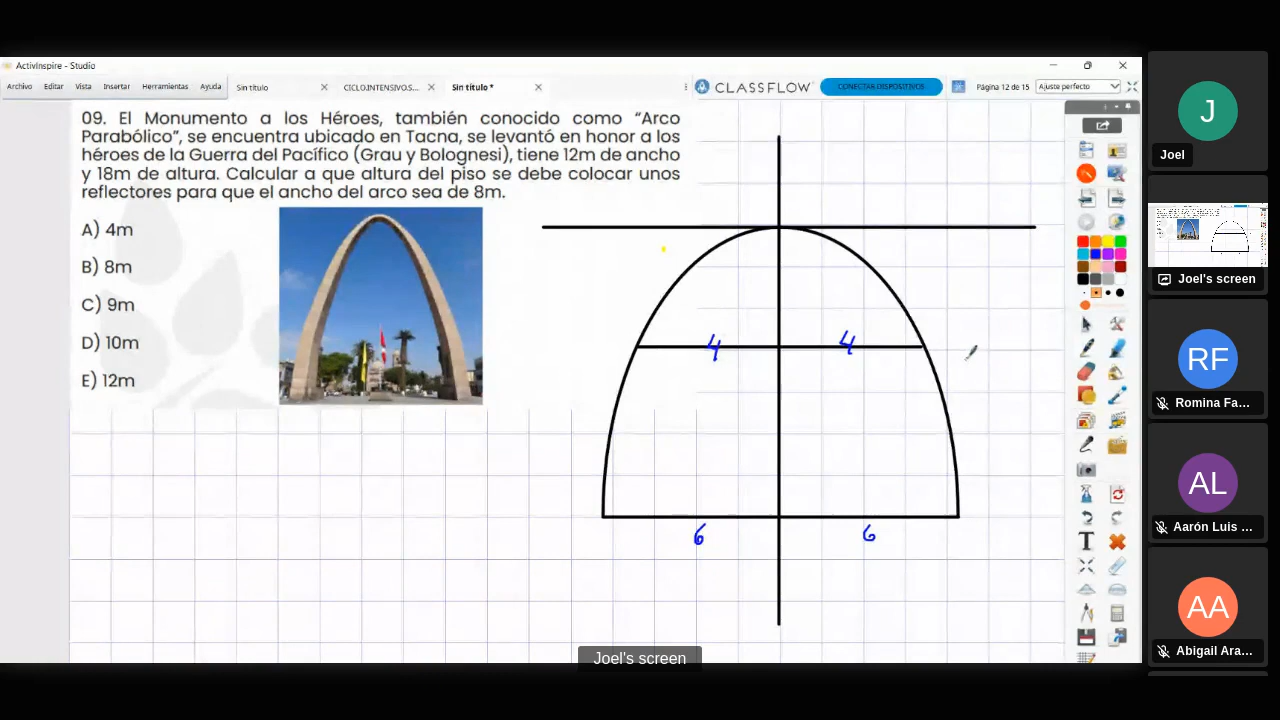 ActivInspire - Studio
Archivo Editar Vista Insertar Herramientas Ayuda
Sin título
CICLO.INTENSIVO.S...
Sin título *
CLASSFLOW
CONECTAR DISPOSITIVOS
Página 12 de 15
Ajuste perfecto
09. El Monumento a los Héroes, también conocido como “Arco
Parabólico”, se encuentra ubicado en Tacna, se levantó en honor a los
héroes de la Guerra del Pacífico (Grau y Bolognesi), tiene 12m de ancho
y 18m de altura. Calcular a que altura del piso se debe colocar unos
reflectores para que el ancho del arco sea de 8m.
A) 4m
B) 8m
C) 9m
D) 10m
E) 12m
4 4
6 6
Joel's screen
J
Joel
Joel's screen
RF
Romina Fa...
AL
Aarón Luis ...
AA
Abigail Ara...